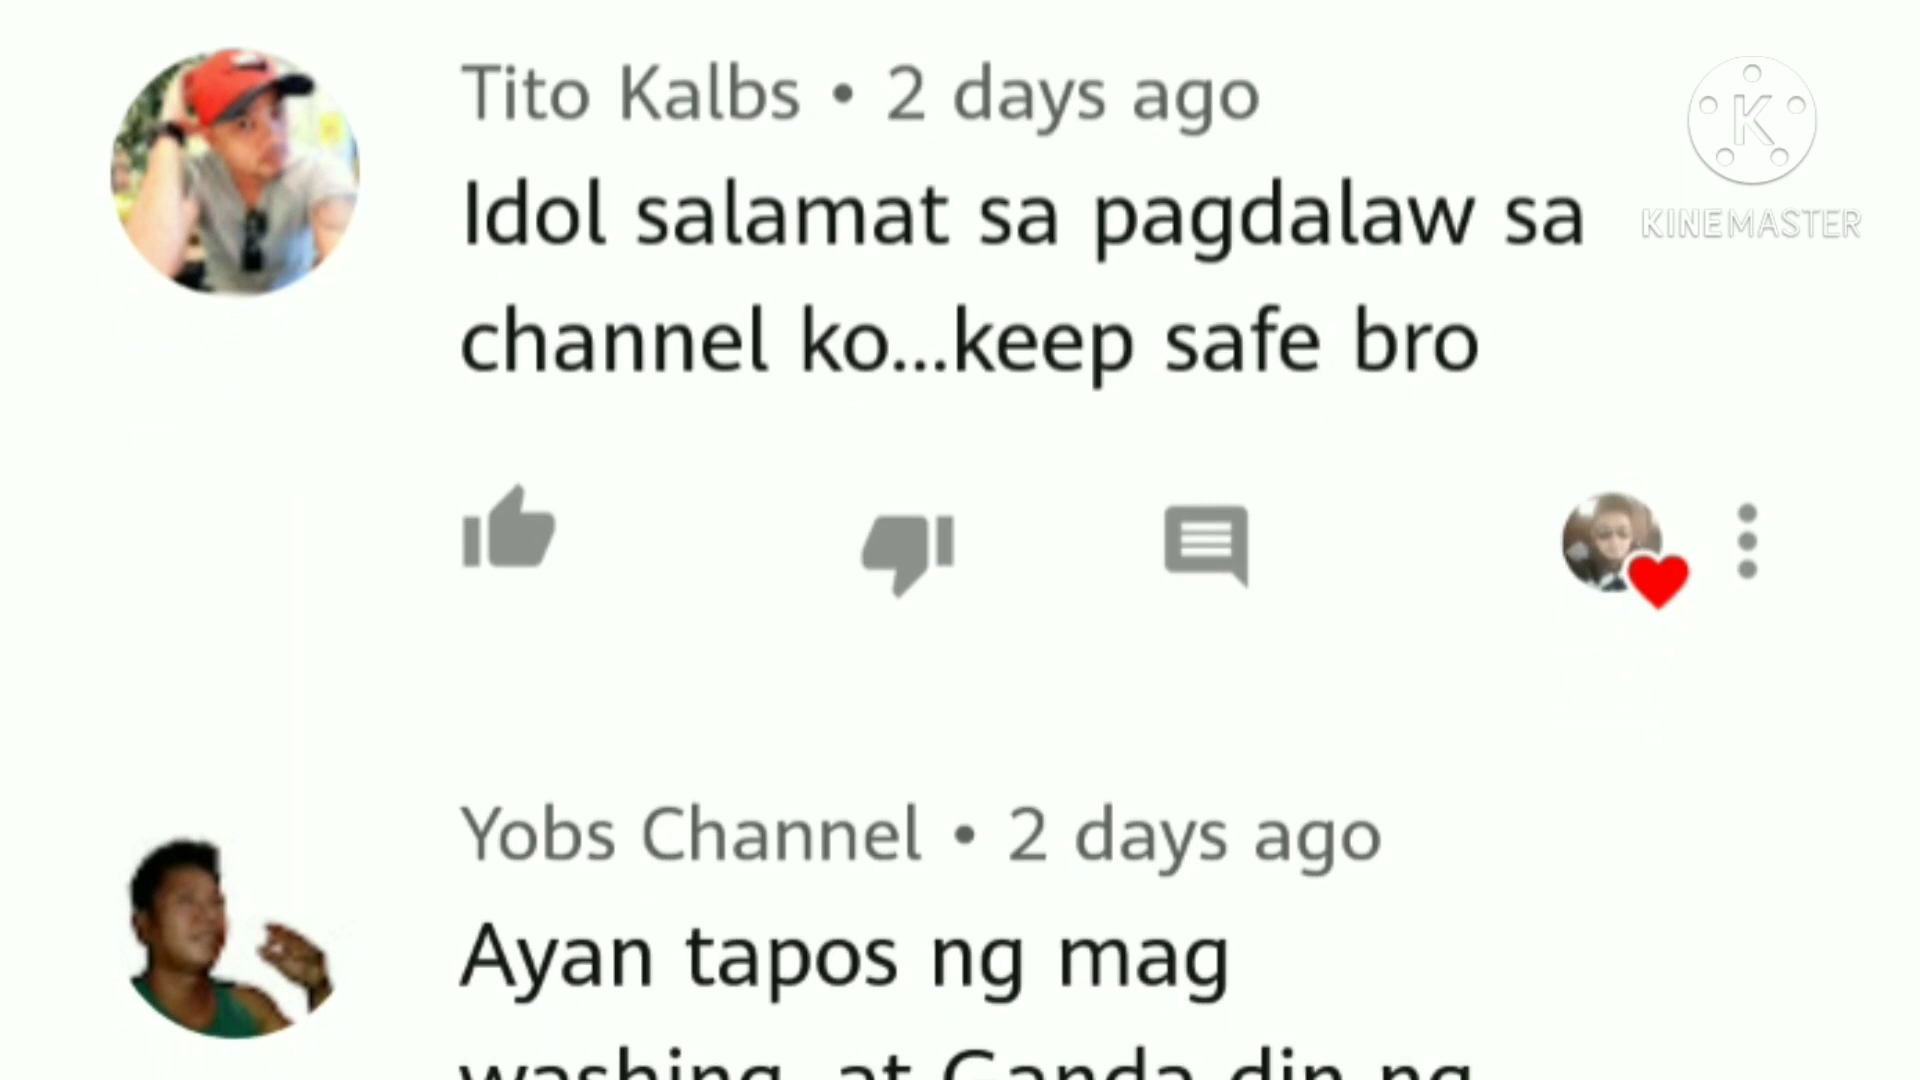 Tito Kalbs • 2 days ago
Idol salamat sa pagdalaw sa
channel ko...keep safe bro
K
KINEMASTER
Yobs Channel • 2 days ago
Ayan tapos ng mag
washing at Ganda din ng